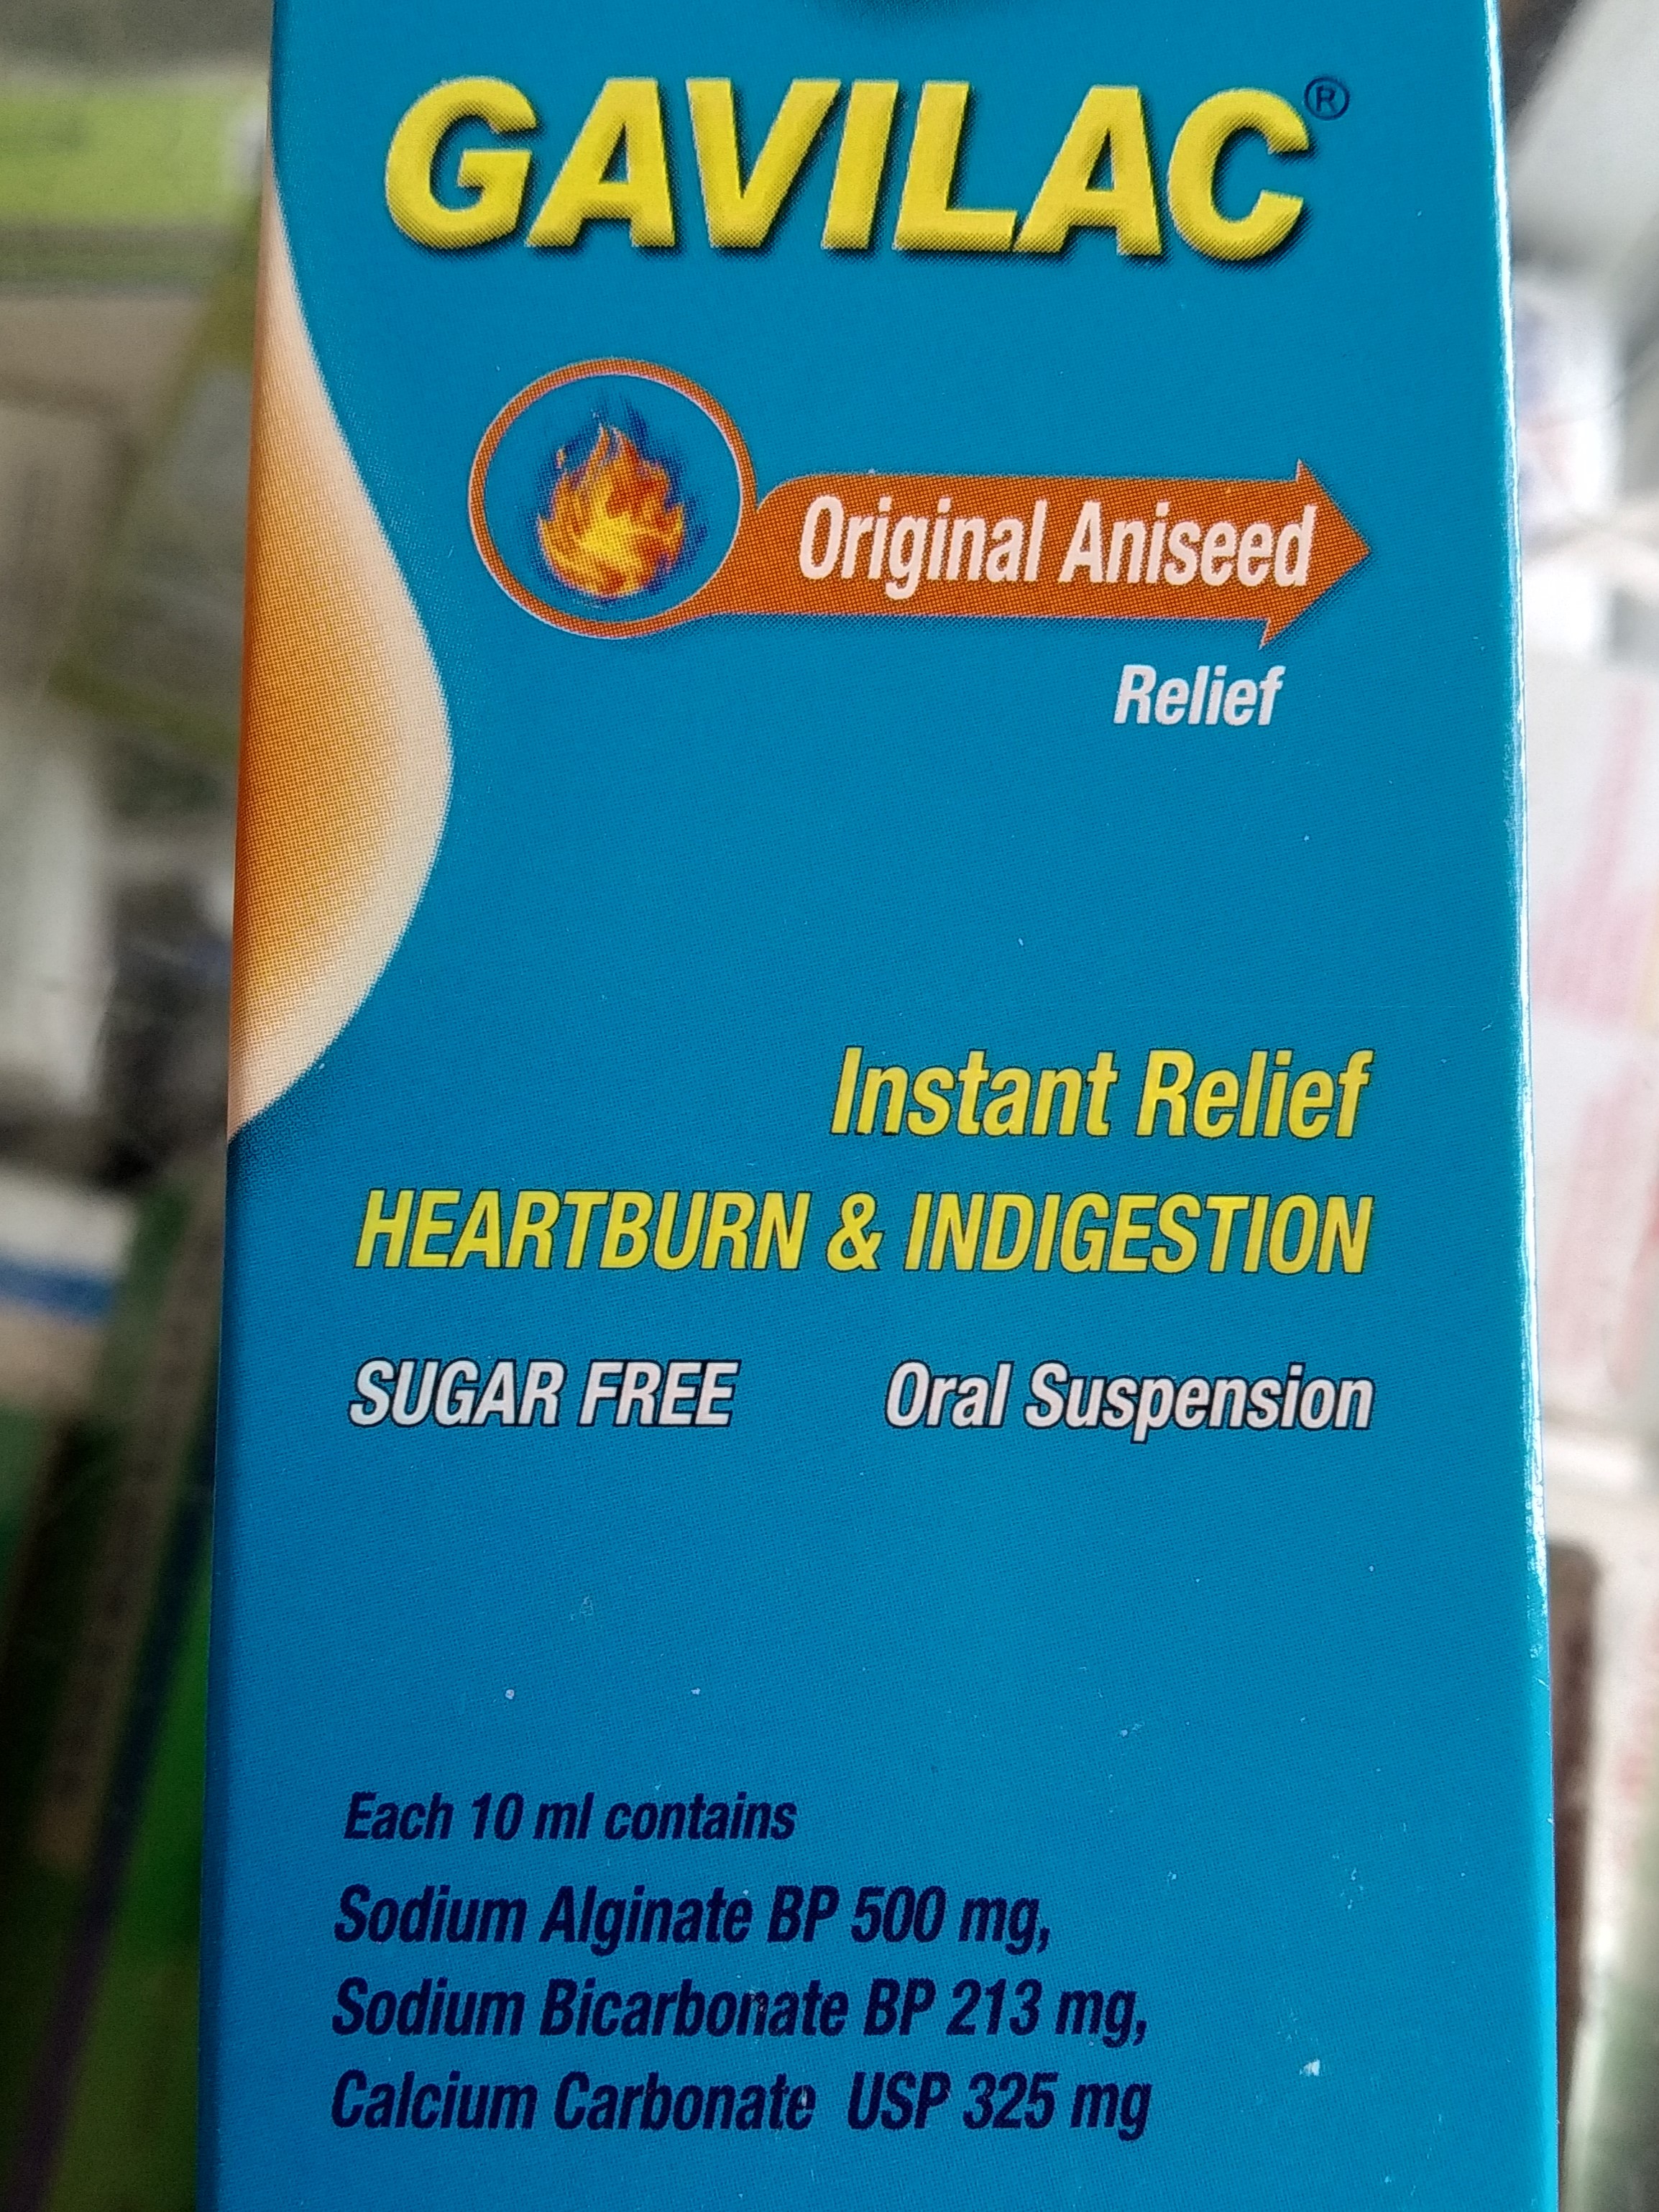 GAVILAC®
Original Aniseed
Relief
Instant Relief
HEARTBURN & INDIGESTION
SUGAR FREE Oral Suspension
Each 10 ml contains
Sodium Alginate BP 500 mg,
Sodium Bicarbonate BP 213 mg,
Calcium Carbonate USP 325 mg